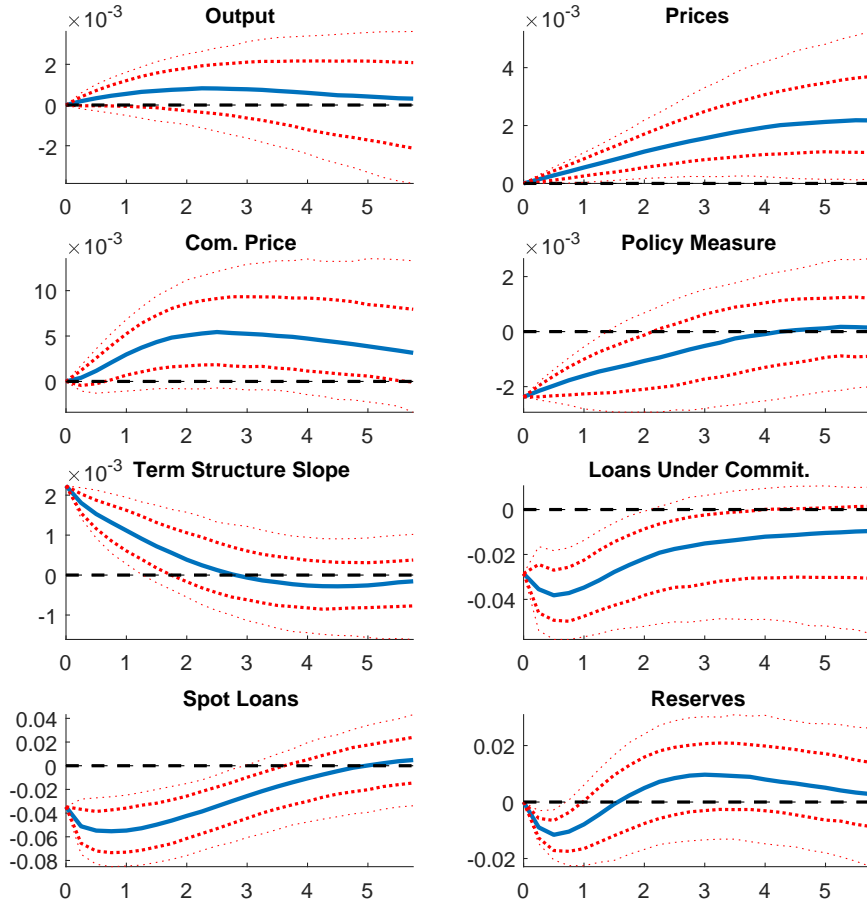 Output
×10⁻³
2
0
-2
0 1 2 3 4 5
Prices
×10⁻³
4
2
0
0 1 2 3 4 5
Com. Price
×10⁻³
10
5
0
0 1 2 3 4 5
Policy Measure
×10⁻³
2
0
-2
0 1 2 3 4 5
Term Structure Slope
×10⁻³
2
1
0
-1
0 1 2 3 4 5
Loans Under Commit.
0
-0.02
-0.04
0 1 2 3 4 5
Spot Loans
0.04
0.02
0
-0.02
-0.04
-0.06
-0.08
0 1 2 3 4 5
Reserves
0.02
0
-0.02
0 1 2 3 4 5